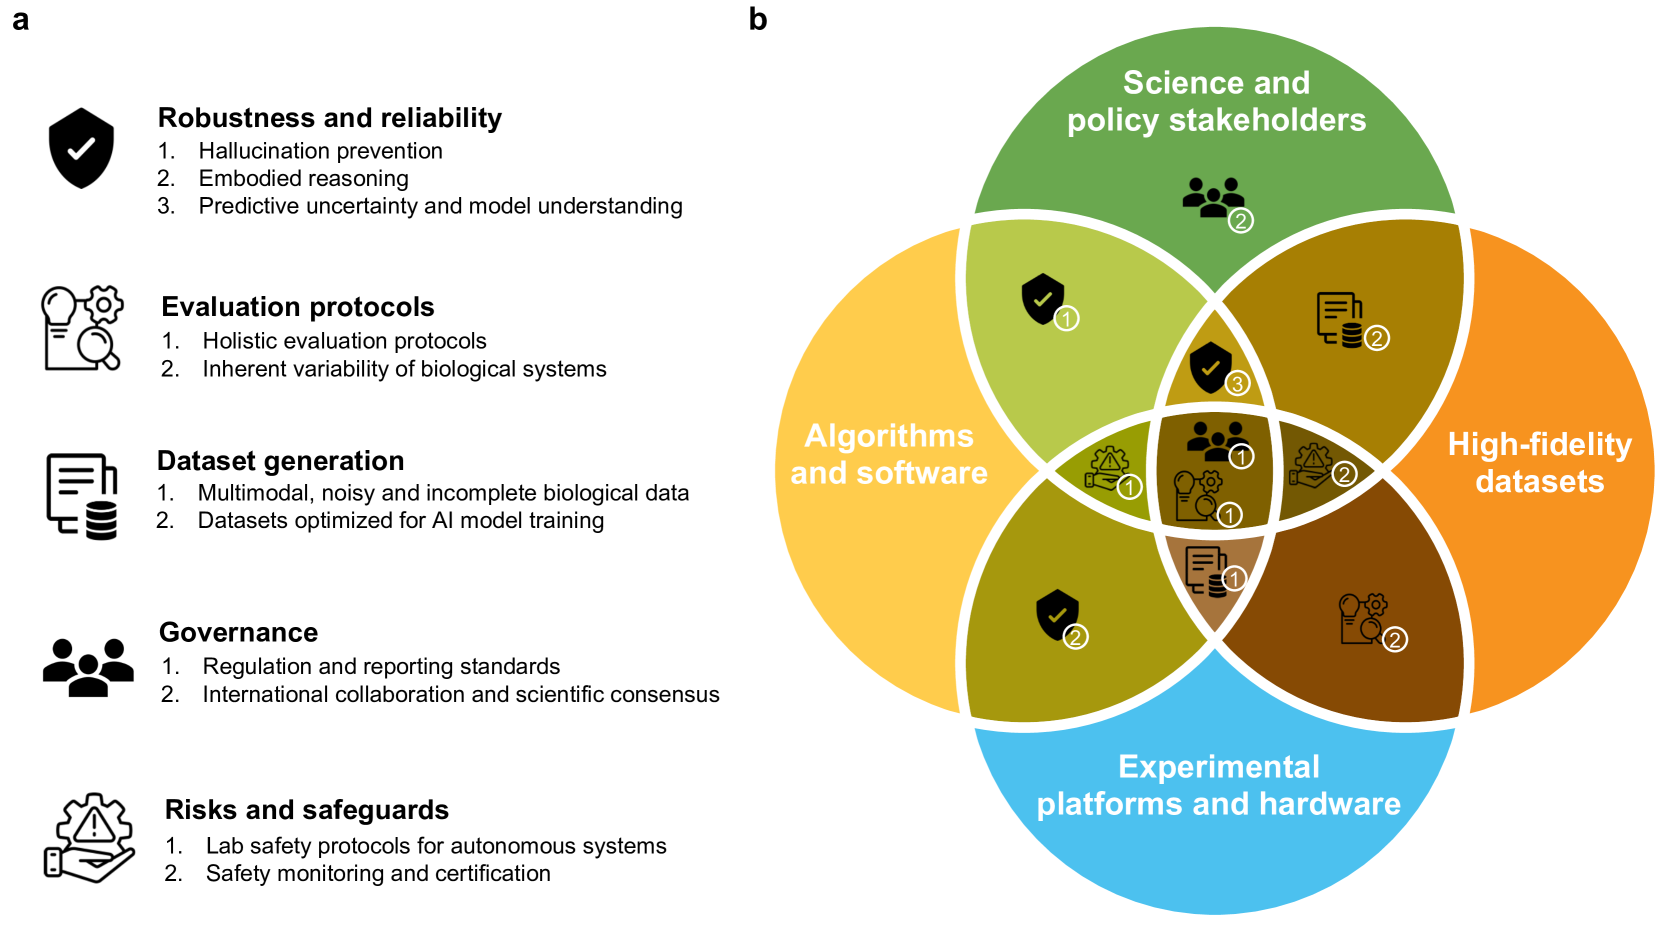 a
Robustness and reliability
1. Hallucination prevention
2. Embodied reasoning
3. Predictive uncertainty and model understanding
Evaluation protocols
1. Holistic evaluation protocols
2. Inherent variability of biological systems
Dataset generation
1. Multimodal, noisy and incomplete biological data
2. Datasets optimized for AI model training
Governance
1. Regulation and reporting standards
2. International collaboration and scientific consensus
Risks and safeguards
1. Lab safety protocols for autonomous systems
2. Safety monitoring and certification
b
Science and
policy stakeholders
2
1
2
3
Algorithms
and software
High-fidelity
datasets
1
1
2
1
1
2
2
Experimental
platforms and hardware